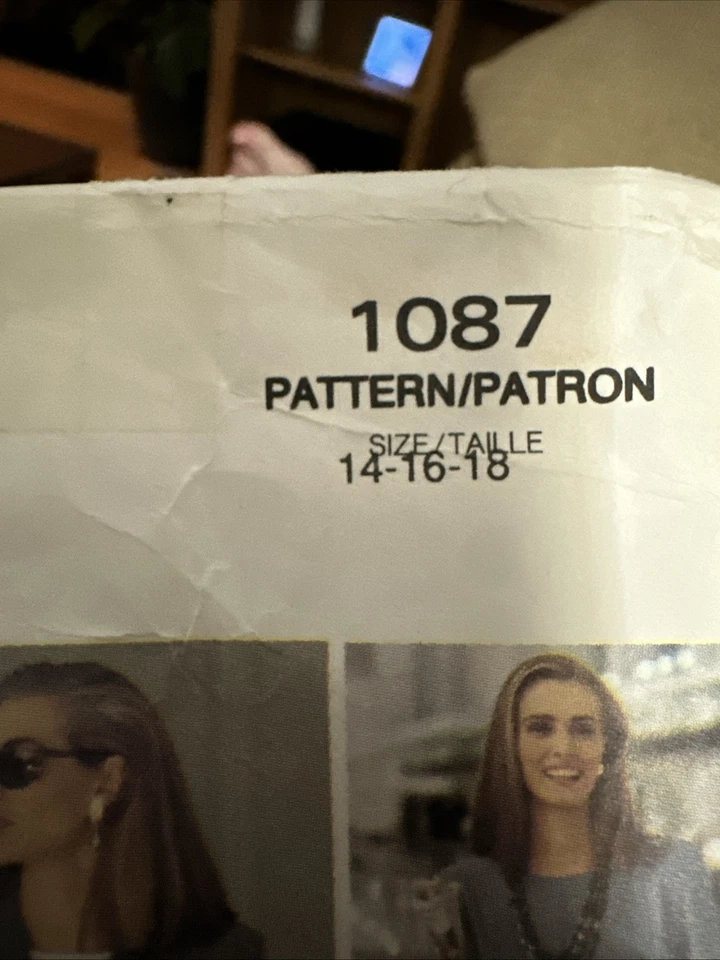 1087
PATTERN/PATRON
SIZE/TAILLE
14-16-18